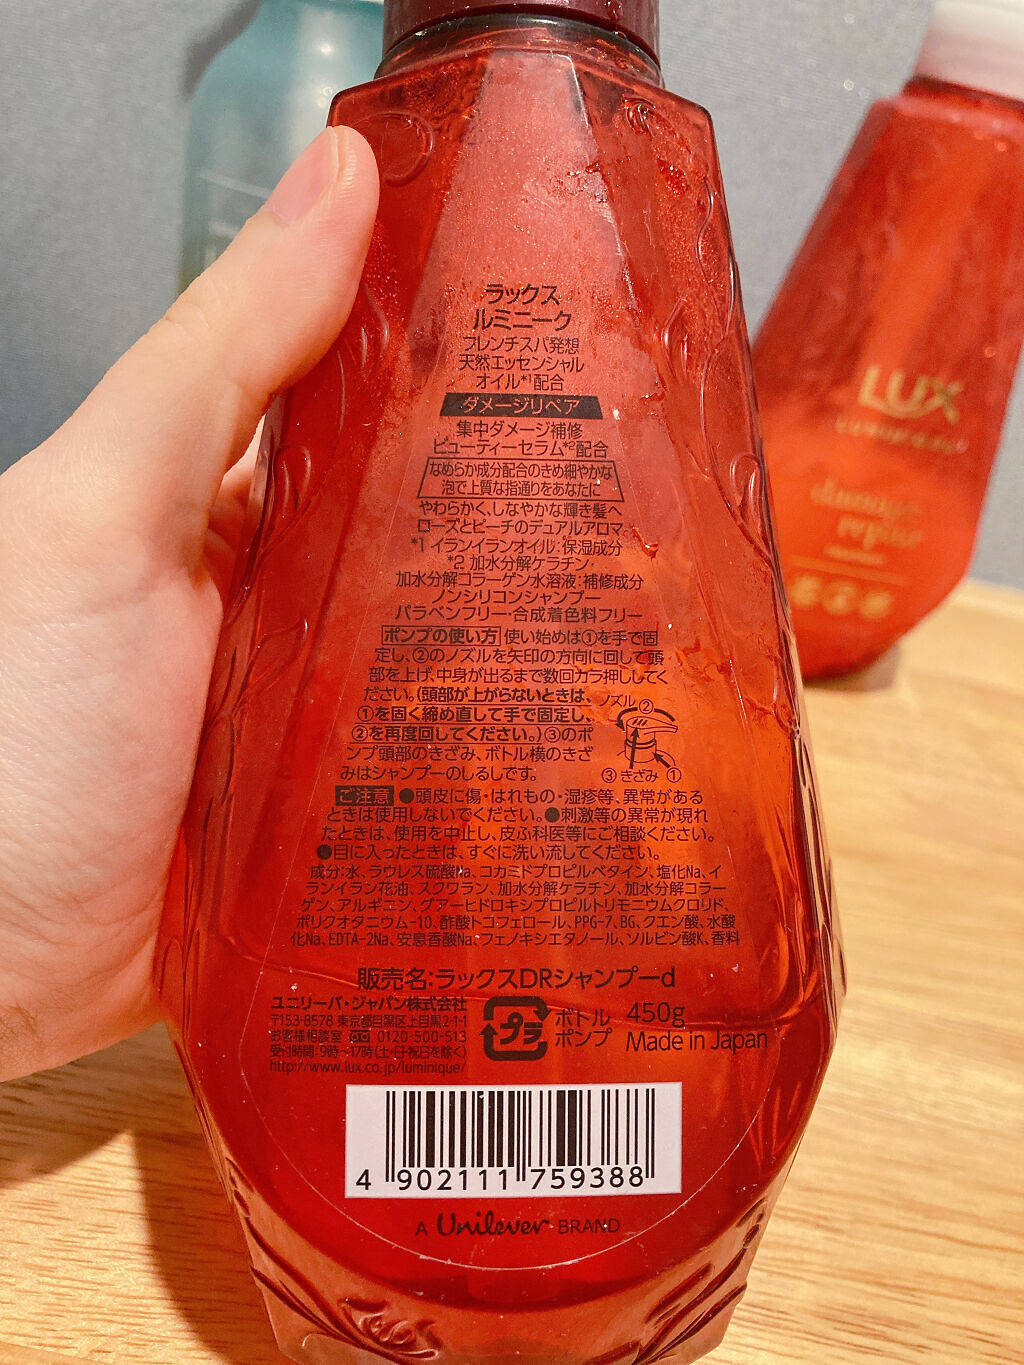 ラックス
ルミニーク
フレンチスパ発想
天然エッセンシャル
オイル*1配合
ダメージリペア
集中ダメージ補修
ビューティーセラム*2配合
なめらか成分配合のきめ細やかな
泡で上質な指通りをあなたに
やわらかく、しなやかな輝き髪へ
ローズとピーチのデュアルアロマ
*1 イランイランオイル:保湿成分
*2 加水分解ケラチン・
加水分解コラーゲン水溶液:補修成分
ノンシリコンシャンプー
パラベンフリー・合成着色料フリー
ポンプの使い方 使い始めは①を手で固
定し、②のノズルを矢印の方向に回して頭
部を上げ、中身が出るまで数回カラ押ししてく
ださい。(頭部が上がらないときは、
①を固く締め直して手で固定し、
②を再度回してください。)③のポ
ンプ頭部のきざみ、ボトル横のきざ
みはシャンプーのしるしです。
ノズル②
③きざみ ①
ご注意 ●頭皮に傷・はれもの・湿疹等、異常がある
ときは使用しないでください。●刺激等の異常が現れ
たときは、使用を中止し、皮ふ科医等にご相談ください。
●目に入ったときは、すぐに洗い流してください。
成分:水、ラウレス硫酸Na、コカミドプロピルベタイン、塩化Na、イ
ランイラン花油、スクワラン、加水分解ケラチン、加水分解コラー
ゲン、アルギニン、グアーヒドロキシプロピルトリモニウムクロリド、
ポリクオタニウム-10、酢酸トコフェロール、PPG-7、BG、クエン酸、水酸
化Na、EDTA-2Na、安息香酸Na、フェノキシエタノール、ソルビン酸K、香料
販売名:ラックスDRシャンプーd
ユニリーバ・ジャパン株式会社
〒153-8578 東京都目黒区上目黒2-1-1
お客様相談室 0120-500-513
受付時間:9時~17時(土・日・祝日を除く)
http://www.lux.co.jp/luminique/
プラ
ボトル
ポンプ
450g
Made in Japan
4 902111 759388
A Unilever BRAND
LUX
damage
repair